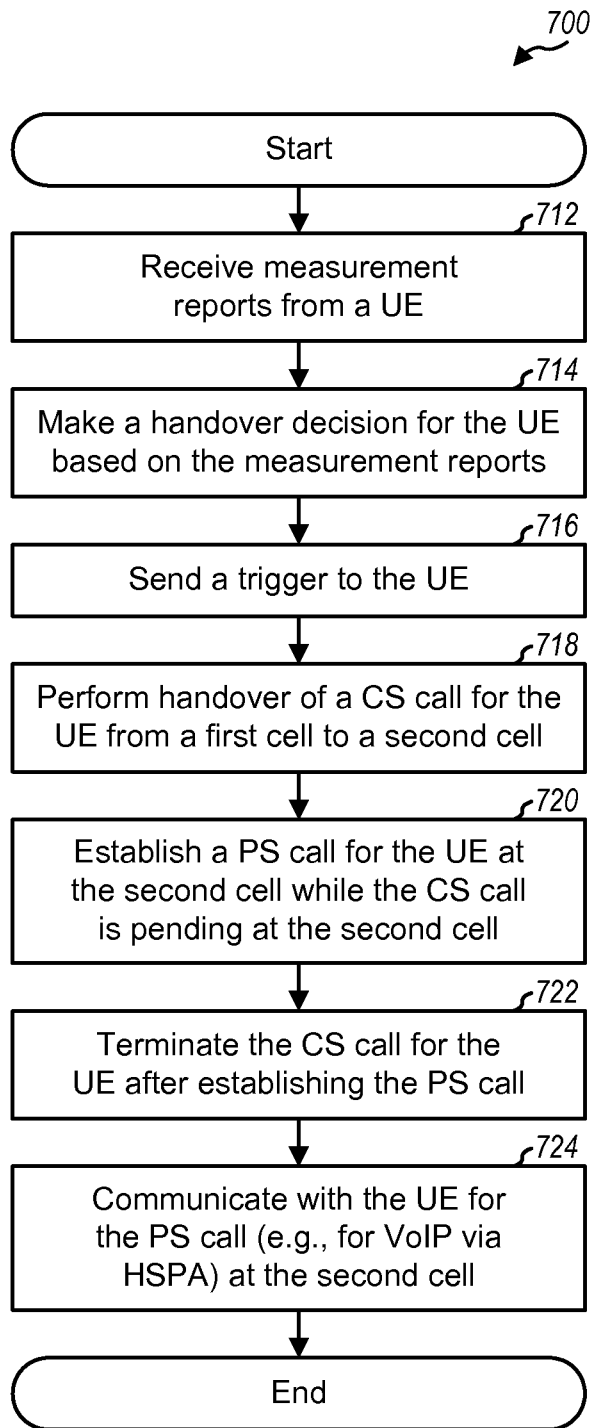 700
Start
712
Receive measurement
reports from a UE
714
Make a handover decision for the UE
based on the measurement reports
716
Send a trigger to the UE
718
Perform handover of a CS call for the
UE from a first cell to a second cell
720
Establish a PS call for the UE at
the second cell while the CS call
is pending at the second cell
722
Terminate the CS call for the
UE after establishing the PS call
724
Communicate with the UE for
the PS call (e.g., for VoIP via
HSPA) at the second cell
End